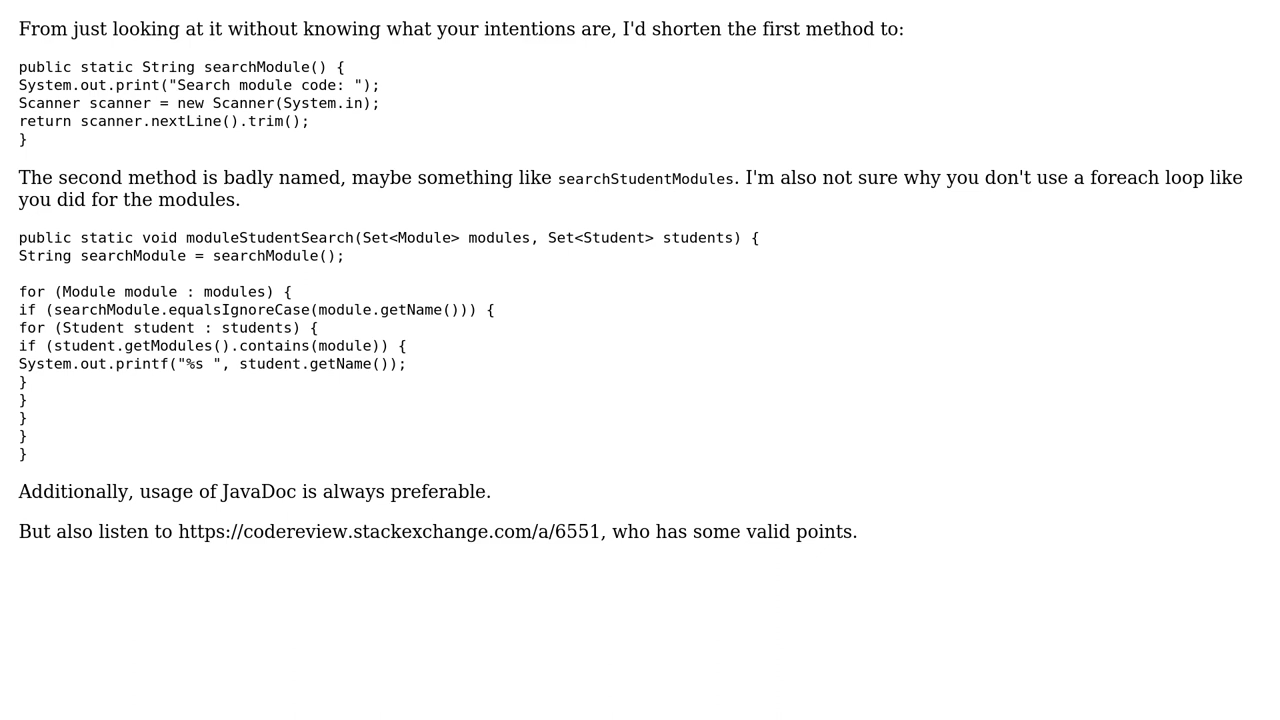 From just looking at it without knowing what your intentions are, I'd shorten the first method to:
public static String searchModule() {
System.out.print("Search module code: ");
Scanner scanner = new Scanner(System.in);
return scanner.nextLine().trim();
}
The second method is badly named, maybe something like searchStudentModules. I'm also not sure why you don't use a foreach loop like
you did for the modules.
public static void moduleStudentSearch(Set<Module> modules, Set<Student> students) {
String searchModule = searchModule();
for (Module module : modules) {
if (searchModule.equalsIgnoreCase(module.getName())) {
for (Student student : students) {
if (student.getModules().contains(module)) {
System.out.printf("%s ", student.getName());
}
}
}
}
}
Additionally, usage of JavaDoc is always preferable.
But also listen to https://codereview.stackexchange.com/a/6551, who has some valid points.